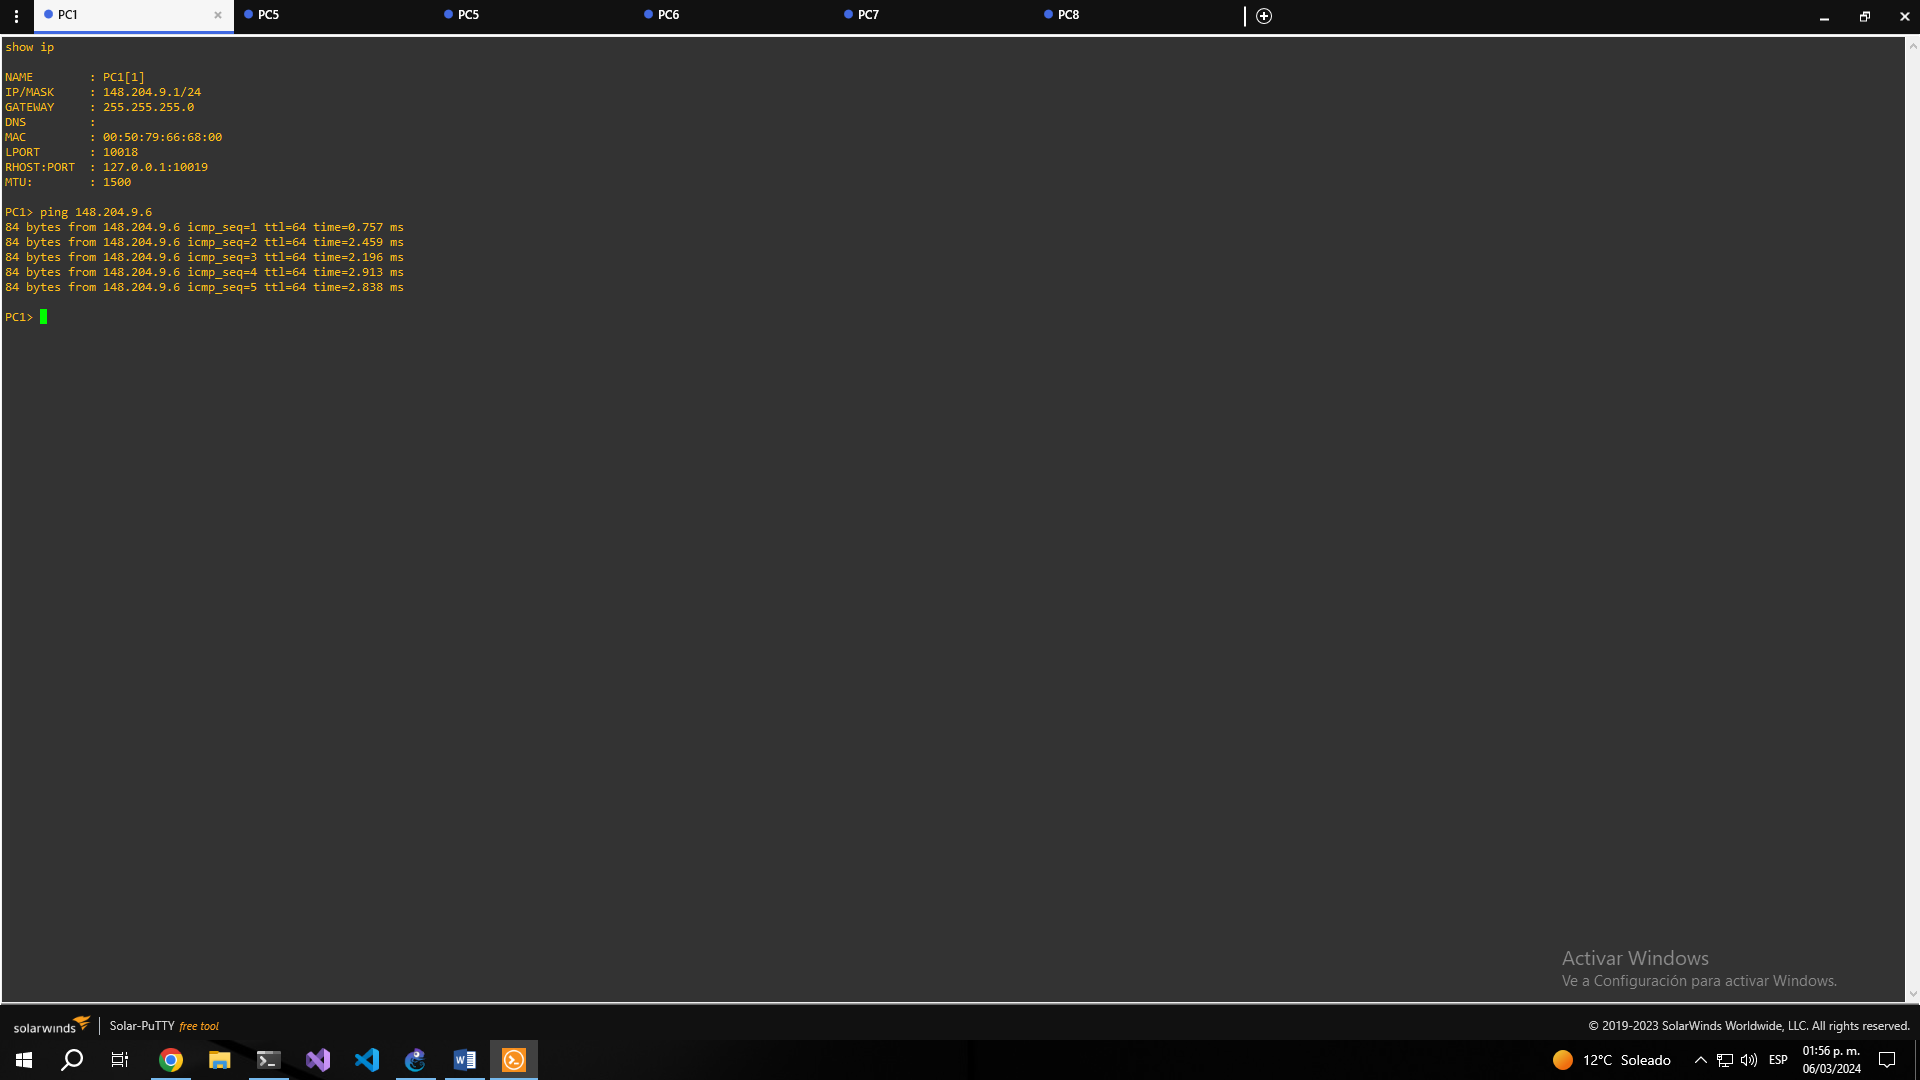 PC1
PC5
PC5
PC6
PC7
PC8
show ip
NAME : PC1[1]
IP/MASK : 148.204.9.1/24
GATEWAY : 255.255.255.0
DNS :
MAC : 00:50:79:66:68:00
LPORT : 10018
RHOST:PORT : 127.0.0.1:10019
MTU: : 1500
PC1> ping 148.204.9.6
84 bytes from 148.204.9.6 icmp_seq=1 ttl=64 time=0.757 ms
84 bytes from 148.204.9.6 icmp_seq=2 ttl=64 time=2.459 ms
84 bytes from 148.204.9.6 icmp_seq=3 ttl=64 time=2.196 ms
84 bytes from 148.204.9.6 icmp_seq=4 ttl=64 time=2.913 ms
84 bytes from 148.204.9.6 icmp_seq=5 ttl=64 time=2.838 ms
PC1>
Activar Windows
Ve a Configuración para activar Windows.
solarwinds Solar-PuTTY free tool
© 2019-2023 SolarWinds Worldwide, LLC. All rights reserved.
12°C Soleado
ESP
01:56 p. m.
06/03/2024